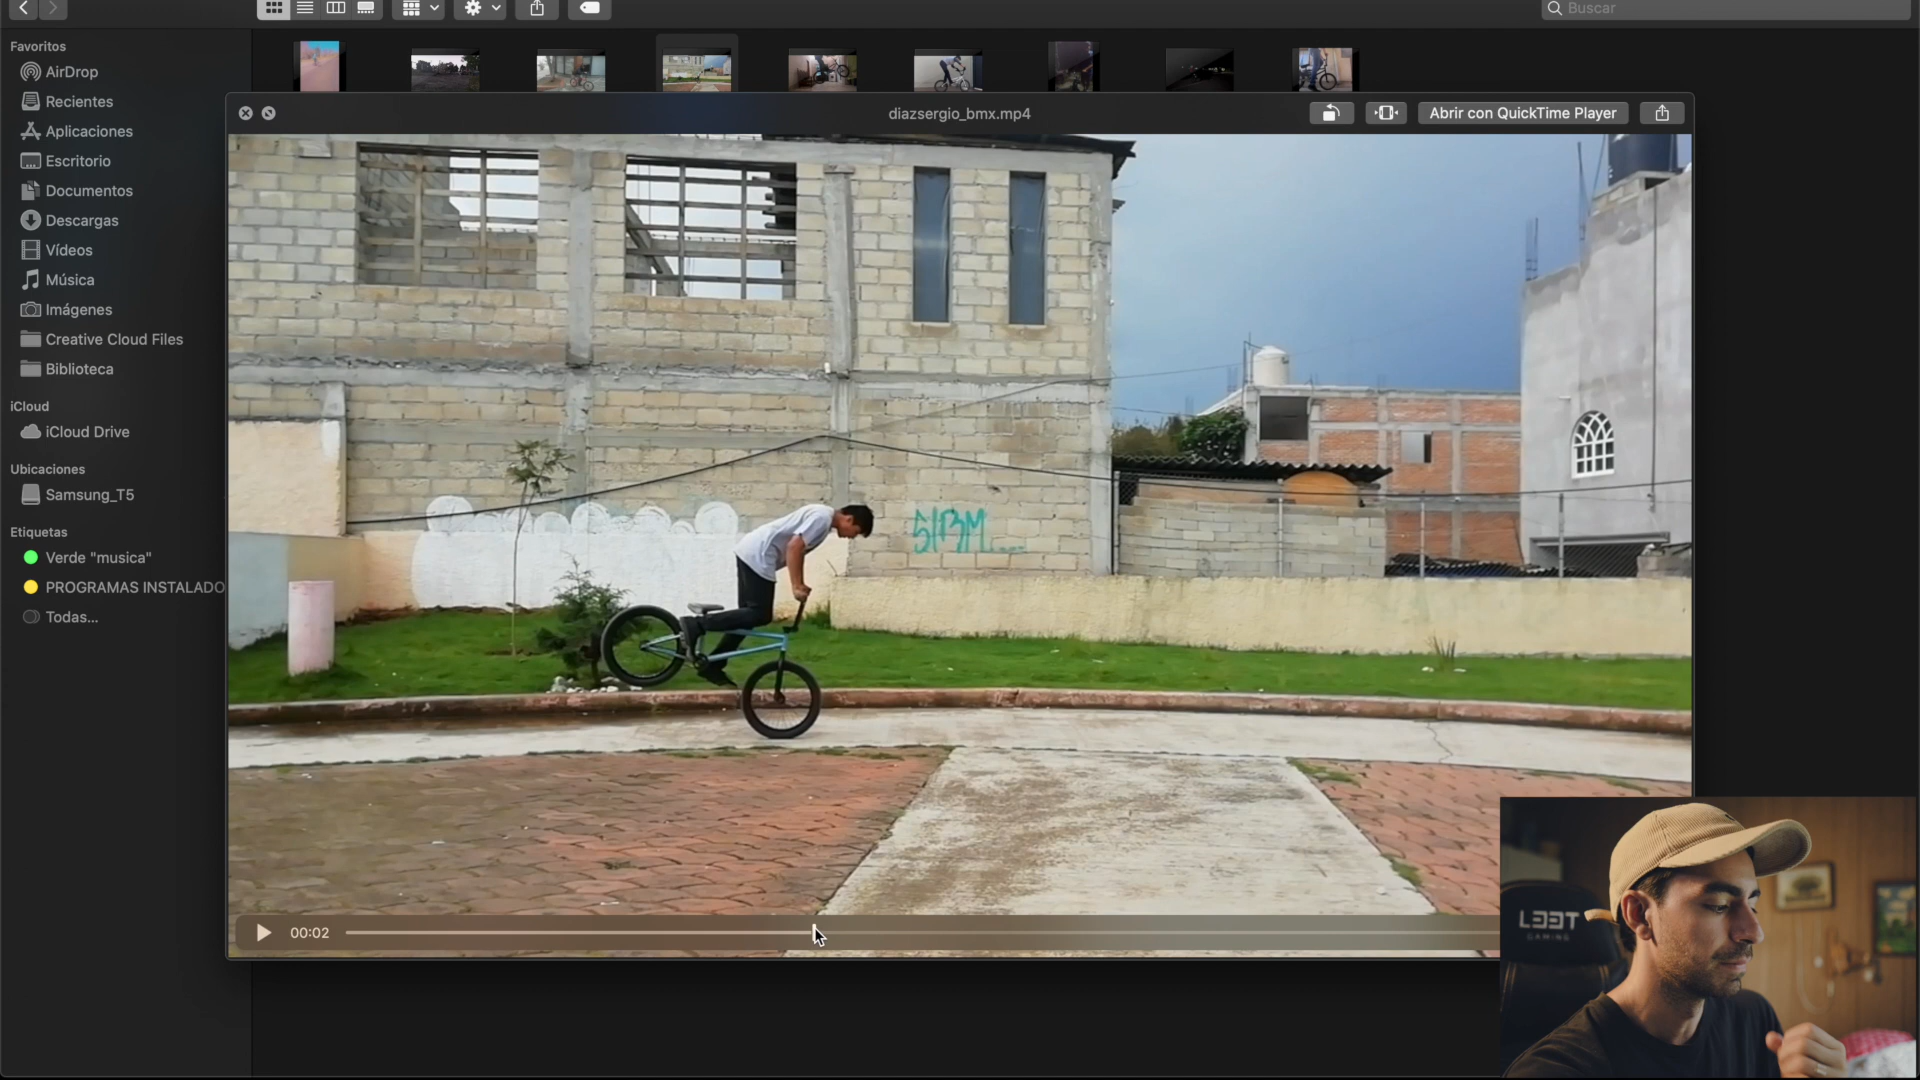 Buscar
Favoritos
AirDrop
Recientes
Aplicaciones
Escritorio
Documentos
Descargas
Vídeos
Música
Imágenes
Creative Cloud Files
Biblioteca
iCloud
iCloud Drive
Ubicaciones
Samsung_T5
Etiquetas
Verde "musica"
PROGRAMAS INSTALADO
Todas...
diazsergio_bmx.mp4
Abrir con QuickTime Player
00:02
GAMING